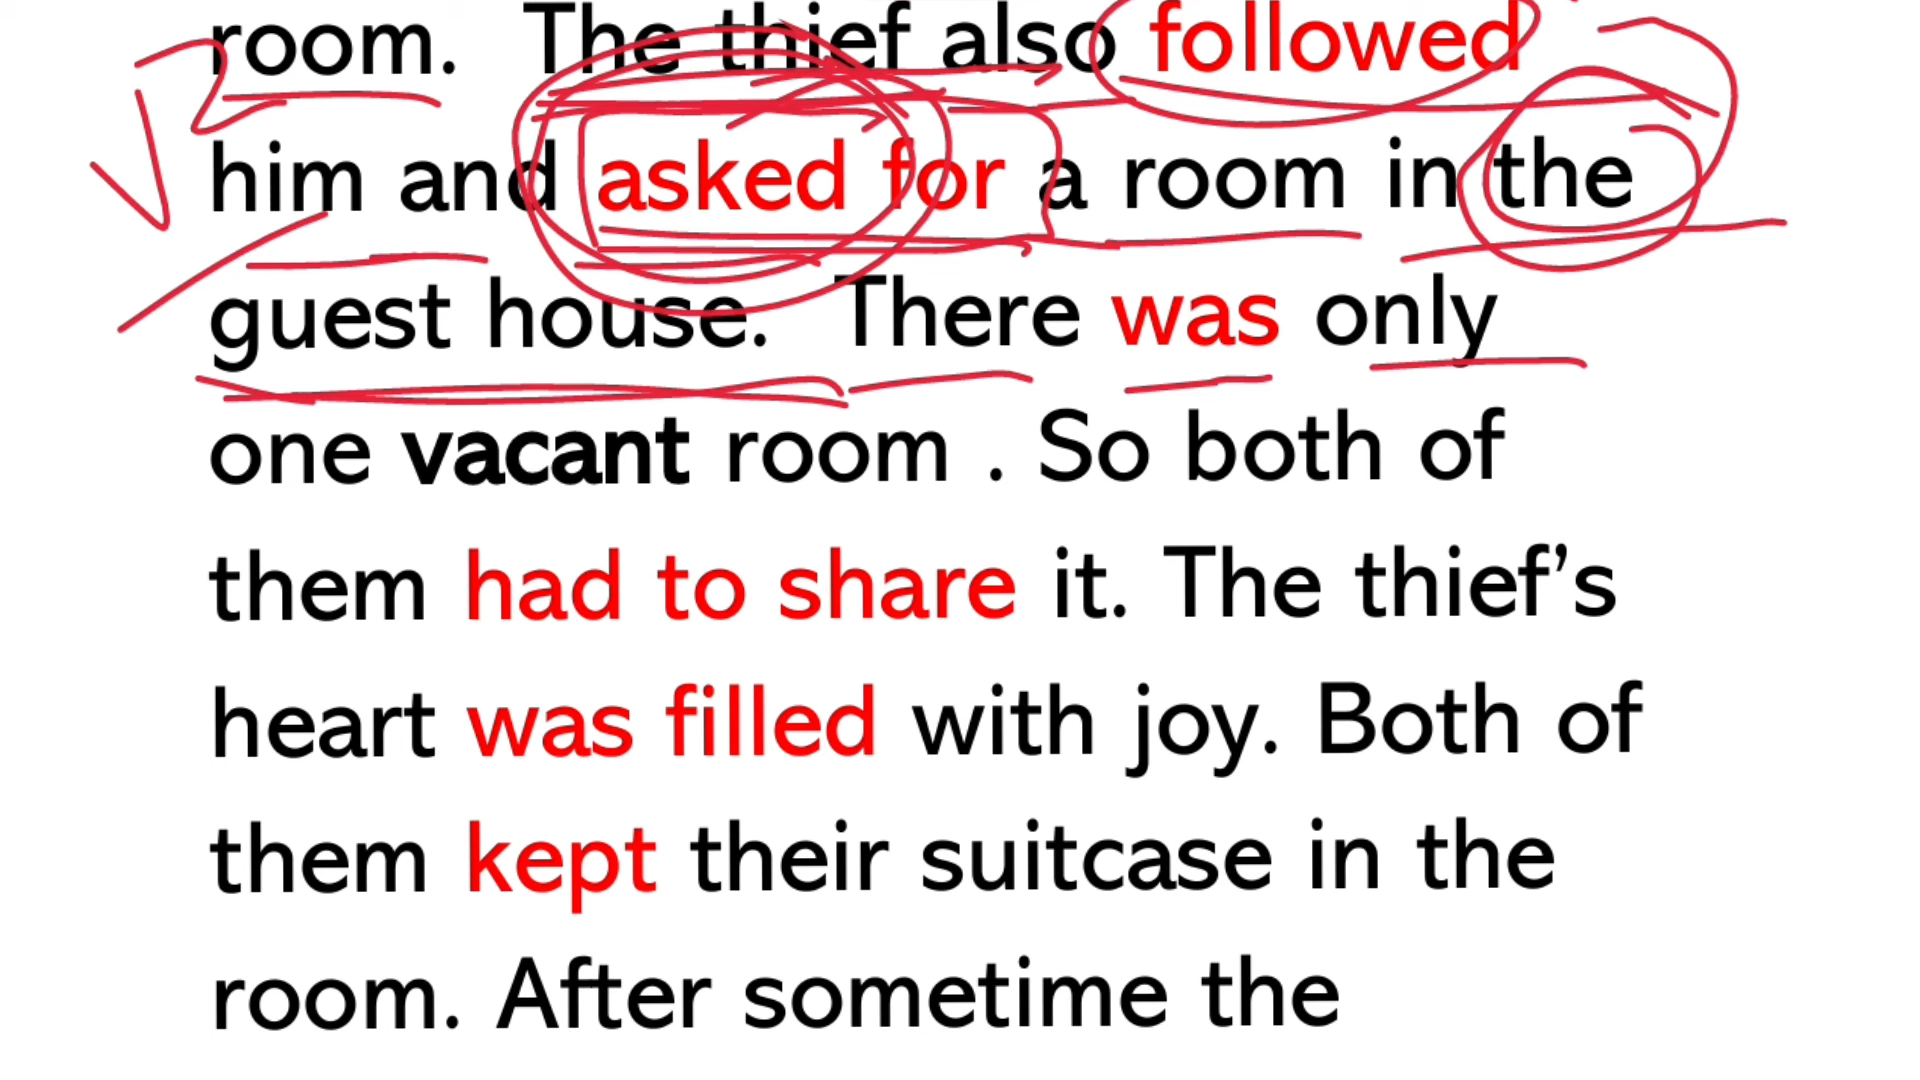 room. The thief also followed
him and asked for a room in the
guest house. There was only
one vacant room . So both of
them had to share it. The thief’s
heart was filled with joy. Both of
them kept their suitcase in the
room. After sometime the